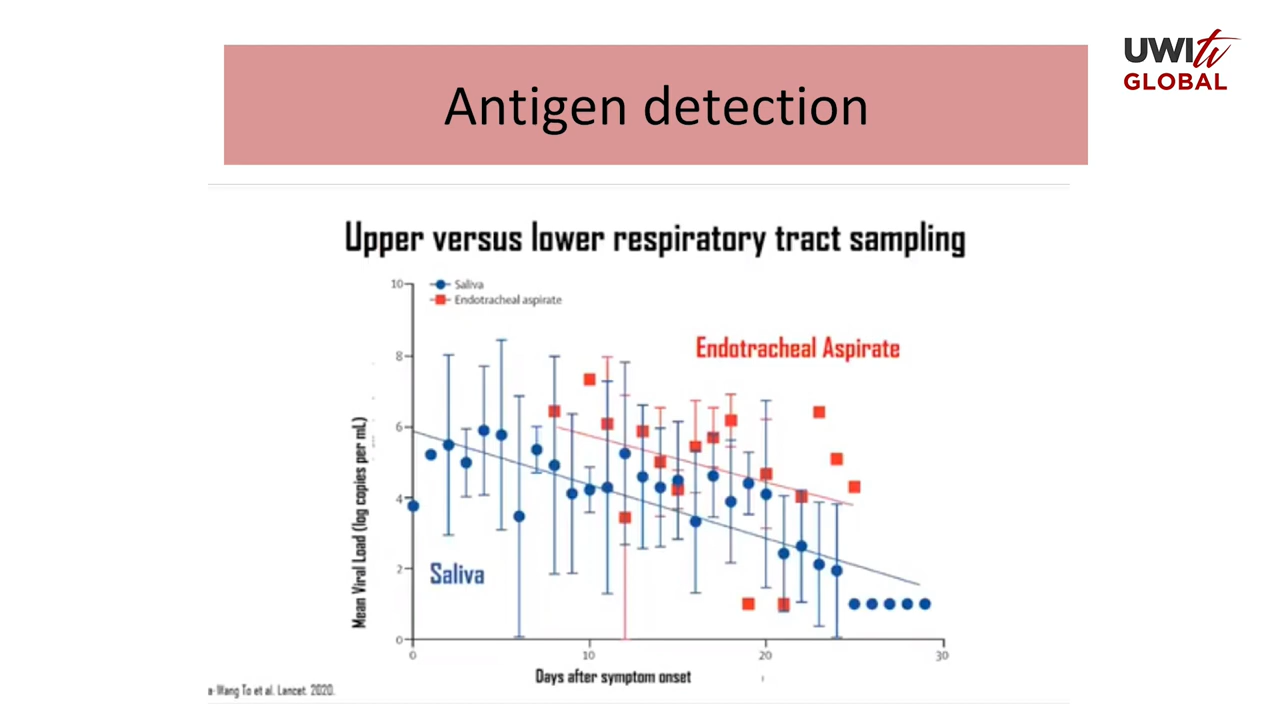 UWItv
GLOBAL
Antigen detection
Upper versus lower respiratory tract sampling
10
Saliva
Endotracheal aspirate
Endotracheal Aspirate
8
6
4
Saliva
2
0
Mean Viral Load (log copies per mL)
0 10 20 30
Days after symptom onset
a-Wang To et al. Lancet. 2020.